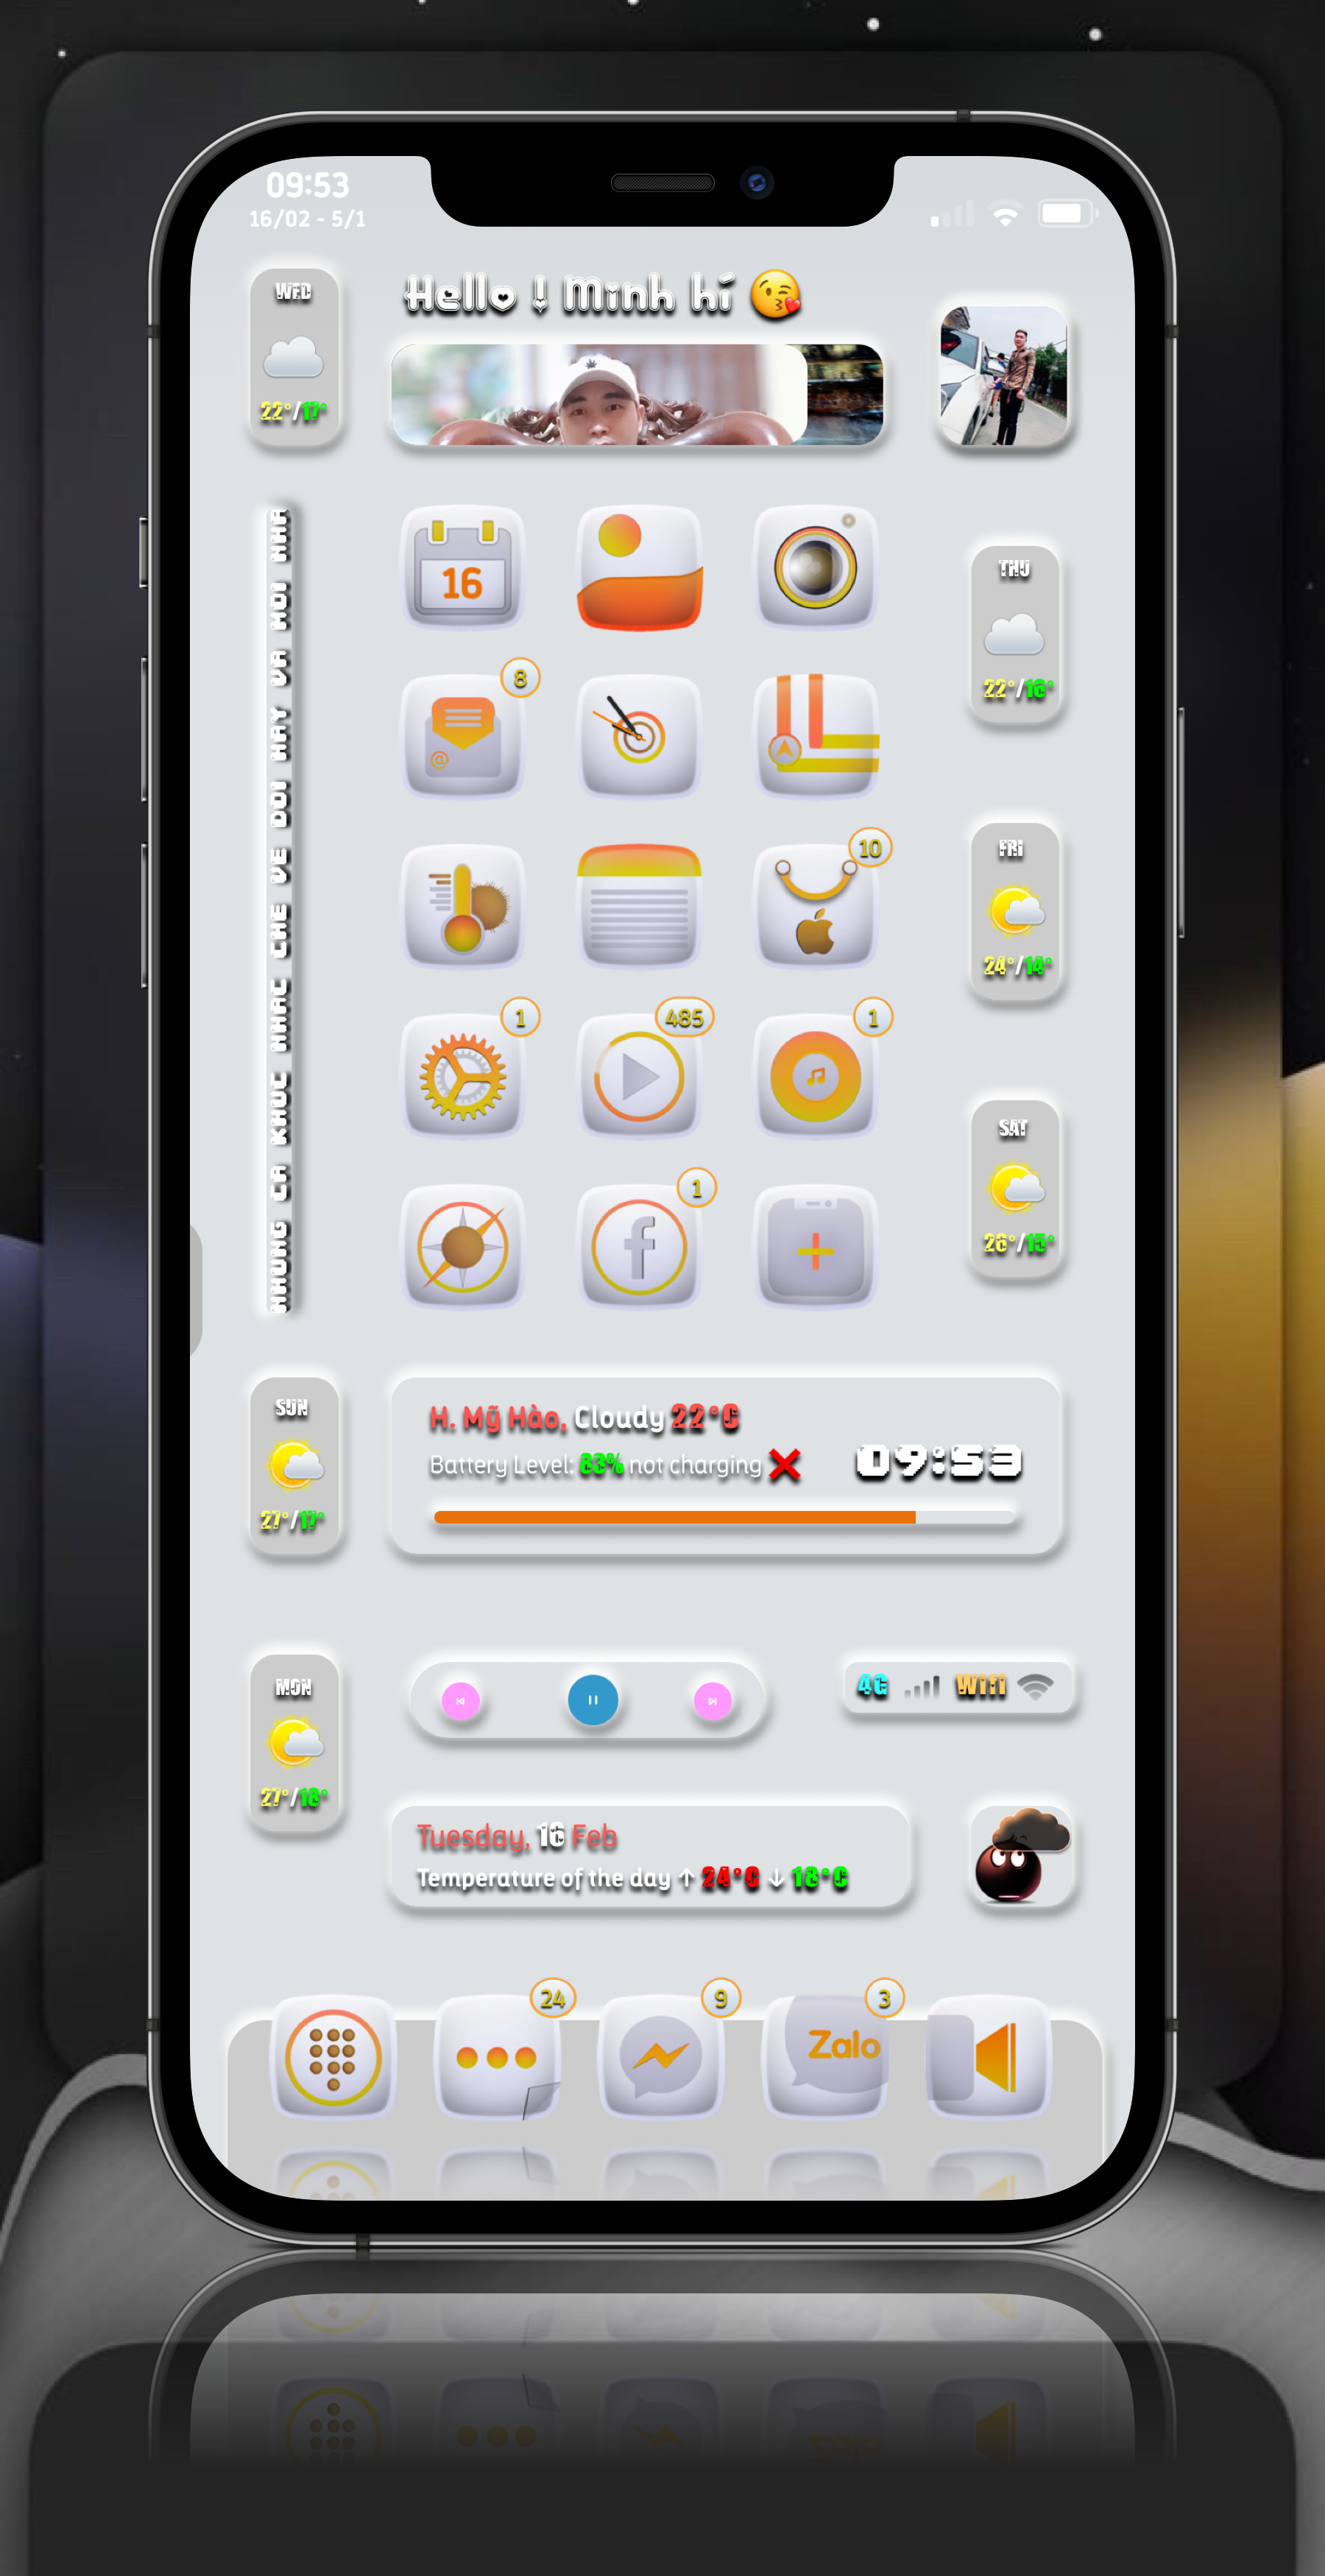 09:53
16/02 - 5/1
WED
22°/17°
Hello ! Minh hí 😘
NHUNG CA KHUC NHAC CHE VE DOI HAY VA MOI NHA
16
8
@
10
1
485
1
1
THU
22°/16°
FRI
24°/14°
SAT
26°/15°
SUN
27°/17°
H. Mỹ Hào, Cloudy 22°C
Battery Level: 83% not charging ❌
09:53
MON
27°/18°
4G Wifi
Tuesday, 16 Feb
Temperature of the day ↑ 24°C ↓ 18°C
24
9
3
Zalo